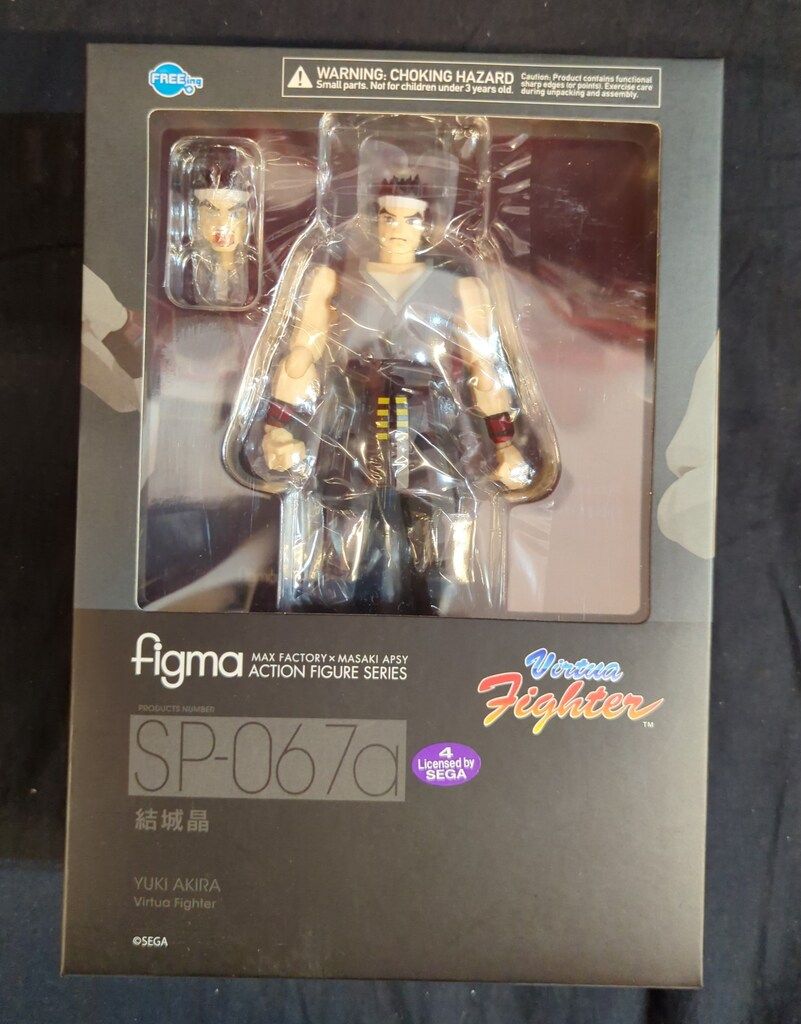 FREEing
WARNING: CHOKING HAZARD
Small parts. Not for children under 3 years old.
Caution: Product contains functional
sharp edges (or points). Exercise care
during unpacking and assembly.
figma
MAX FACTORY × MASAKI APSY
ACTION FIGURE SERIES
Virtua
Fighter™
PRODUCTS NUMBER
SP-067a
4
Licensed by
SEGA
結城晶
YUKI AKIRA
Virtua Fighter
©SEGA